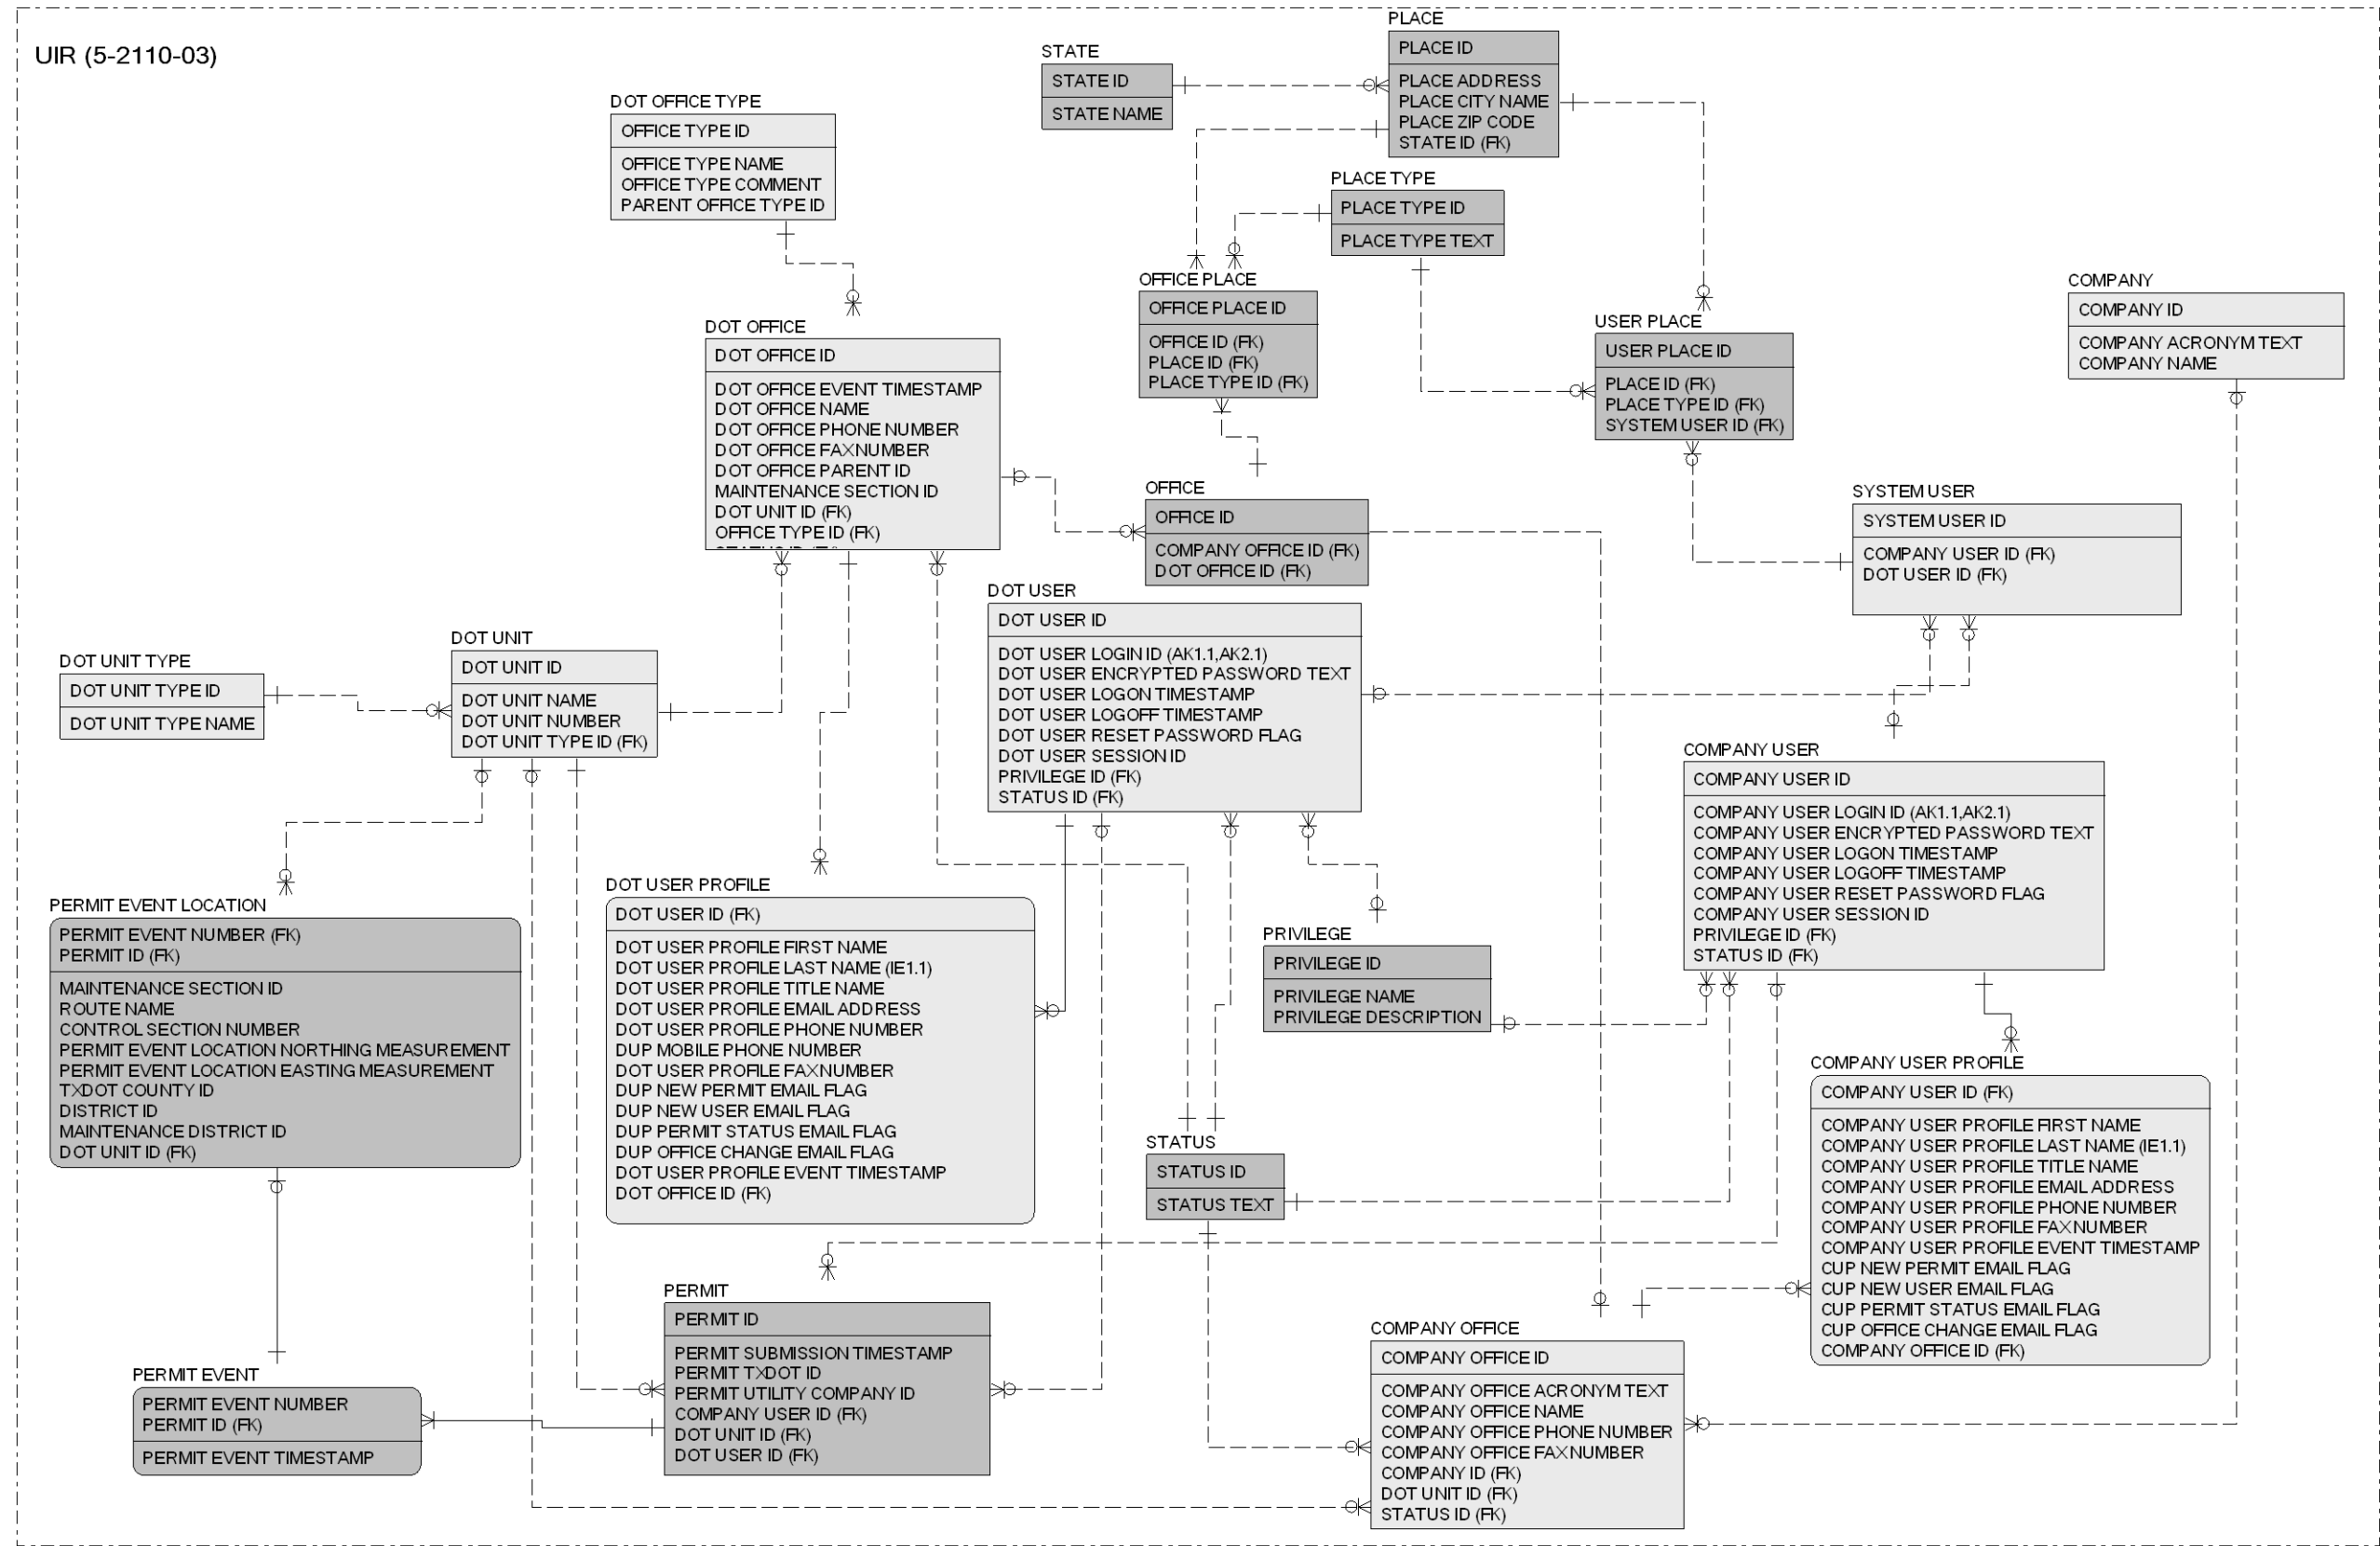 UIR (5-2110-03)
PLACE
PLACE ID
PLACE ADDRESS
PLACE CITY NAME
PLACE ZIP CODE
STATE ID (FK)
STATE
STATE ID
STATE NAME
DOT OFFICE TYPE
OFFICE TYPE ID
OFFICE TYPE NAME
OFFICE TYPE COMMENT
PARENT OFFICE TYPE ID
PLACE TYPE
PLACE TYPE ID
PLACE TYPE TEXT
OFFICE PLACE
OFFICE PLACE ID
OFFICE ID (FK)
PLACE ID (FK)
PLACE TYPE ID (FK)
COMPANY
COMPANY ID
COMPANY ACRONYM TEXT
COMPANY NAME
USER PLACE
USER PLACE ID
PLACE ID (FK)
PLACE TYPE ID (FK)
SYSTEM USER ID (FK)
DOT OFFICE
DOT OFFICE ID
DOT OFFICE EVENT TIMESTAMP
DOT OFFICE NAME
DOT OFFICE PHONE NUMBER
DOT OFFICE FAX NUMBER
DOT OFFICE PARENT ID
MAINTENANCE SECTION ID
DOT UNIT ID (FK)
OFFICE TYPE ID (FK)
OFFICE
OFFICE ID
COMPANY OFFICE ID (FK)
DOT OFFICE ID (FK)
SYSTEM USER
SYSTEM USER ID
COMPANY USER ID (FK)
DOT USER ID (FK)
DOT USER
DOT USER ID
DOT USER LOGIN ID (AK1.1,AK2.1)
DOT USER ENCRYPTED PASSWORD TEXT
DOT USER LOGON TIMESTAMP
DOT USER LOGOFF TIMESTAMP
DOT USER RESET PASSWORD FLAG
DOT USER SESSION ID
PRIVILEGE ID (FK)
STATUS ID (FK)
DOT UNIT
DOT UNIT ID
DOT UNIT NAME
DOT UNIT NUMBER
DOT UNIT TYPE ID (FK)
DOT UNIT TYPE
DOT UNIT TYPE ID
DOT UNIT TYPE NAME
COMPANY USER
COMPANY USER ID
COMPANY USER LOGIN ID (AK1.1,AK2.1)
COMPANY USER ENCRYPTED PASSWORD TEXT
COMPANY USER LOGON TIMESTAMP
COMPANY USER LOGOFF TIMESTAMP
COMPANY USER RESET PASSWORD FLAG
COMPANY USER SESSION ID
PRIVILEGE ID (FK)
STATUS ID (FK)
DOT USER PROFILE
DOT USER ID (FK)
DOT USER PROFILE FIRST NAME
DOT USER PROFILE LAST NAME (IE1.1)
DOT USER PROFILE TITLE NAME
DOT USER PROFILE EMAIL ADDRESS
DOT USER PROFILE PHONE NUMBER
DUP MOBILE PHONE NUMBER
DOT USER PROFILE FAX NUMBER
DUP NEW PERMIT EMAIL FLAG
DUP NEW USER EMAIL FLAG
DUP PERMIT STATUS EMAIL FLAG
DUP OFFICE CHANGE EMAIL FLAG
DOT USER PROFILE EVENT TIMESTAMP
DOT OFFICE ID (FK)
PERMIT EVENT LOCATION
PERMIT EVENT NUMBER (FK)
PERMIT ID (FK)
MAINTENANCE SECTION ID
ROUTE NAME
CONTROL SECTION NUMBER
PERMIT EVENT LOCATION NORTHING MEASUREMENT
PERMIT EVENT LOCATION EASTING MEASUREMENT
TXDOT COUNTY ID
DISTRICT ID
MAINTENANCE DISTRICT ID
DOT UNIT ID (FK)
PRIVILEGE
PRIVILEGE ID
PRIVILEGE NAME
PRIVILEGE DESCRIPTION
COMPANY USER PROFILE
COMPANY USER ID (FK)
COMPANY USER PROFILE FIRST NAME
COMPANY USER PROFILE LAST NAME (IE1.1)
COMPANY USER PROFILE TITLE NAME
COMPANY USER PROFILE EMAIL ADDRESS
COMPANY USER PROFILE PHONE NUMBER
COMPANY USER PROFILE FAX NUMBER
COMPANY USER PROFILE EVENT TIMESTAMP
CUP NEW PERMIT EMAIL FLAG
CUP NEW USER EMAIL FLAG
CUP PERMIT STATUS EMAIL FLAG
CUP OFFICE CHANGE EMAIL FLAG
COMPANY OFFICE ID (FK)
STATUS
STATUS ID
STATUS TEXT
PERMIT
PERMIT ID
PERMIT SUBMISSION TIMESTAMP
PERMIT TXDOT ID
PERMIT UTILITY COMPANY ID
COMPANY USER ID (FK)
DOT UNIT ID (FK)
DOT USER ID (FK)
COMPANY OFFICE
COMPANY OFFICE ID
COMPANY OFFICE ACRONYM TEXT
COMPANY OFFICE NAME
COMPANY OFFICE PHONE NUMBER
COMPANY OFFICE FAX NUMBER
COMPANY ID (FK)
DOT UNIT ID (FK)
STATUS ID (FK)
PERMIT EVENT
PERMIT EVENT NUMBER
PERMIT ID (FK)
PERMIT EVENT TIMESTAMP